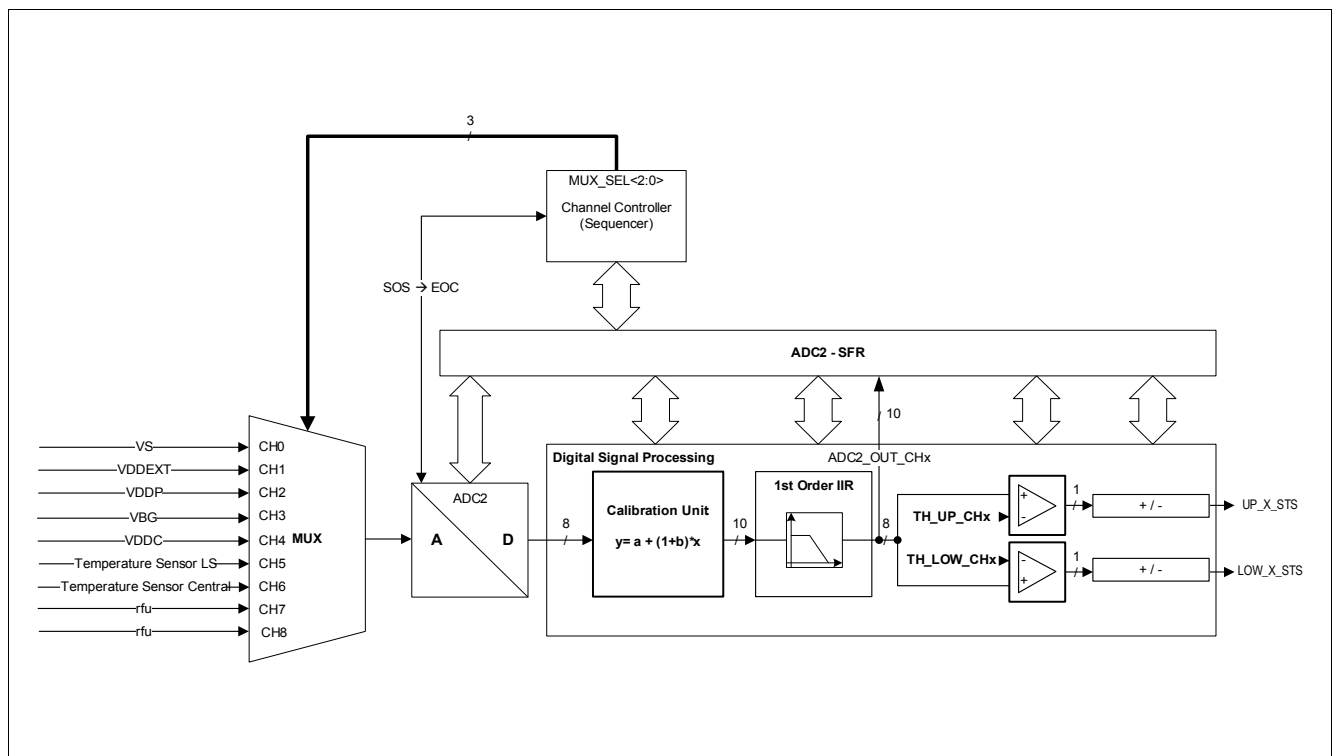 3
MUX_SEL<2:0>
Channel Controller
(Sequencer)
SOS → EOC
ADC2 - SFR
10
VS
CH0
VDDEXT
CH1
VDDP
CH2
VBG
CH3
VDDC
CH4
MUX
Temperature Sensor LS
CH5
Temperature Sensor Central
CH6
rfu
CH7
rfu
CH8
ADC2
A
D
8
Digital Signal Processing
ADC2_OUT_CHx
Calibration Unit
y= a + (1+b)*x
10
1st Order IIR
8
TH_UP_CHx
+
-
1
+ / -
UP_X_STS
TH_LOW_CHx
-
+
1
+ / -
LOW_X_STS